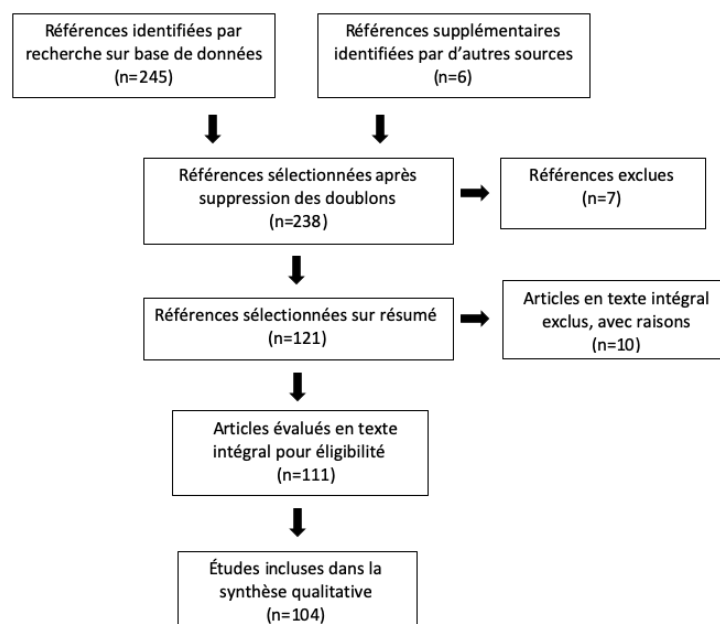 Références identifiées par
recherche sur base de données
(n=245)
Références supplémentaires
identifiées par d’autres sources
(n=6)
Références sélectionnées après
suppression des doublons
(n=238)
Références exclues
(n=7)
Références sélectionnées sur résumé
(n=121)
Articles en texte intégral
exclus, avec raisons
(n=10)
Articles évalués en texte
intégral pour éligibilité
(n=111)
Études incluses dans la
synthèse qualitative
(n=104)